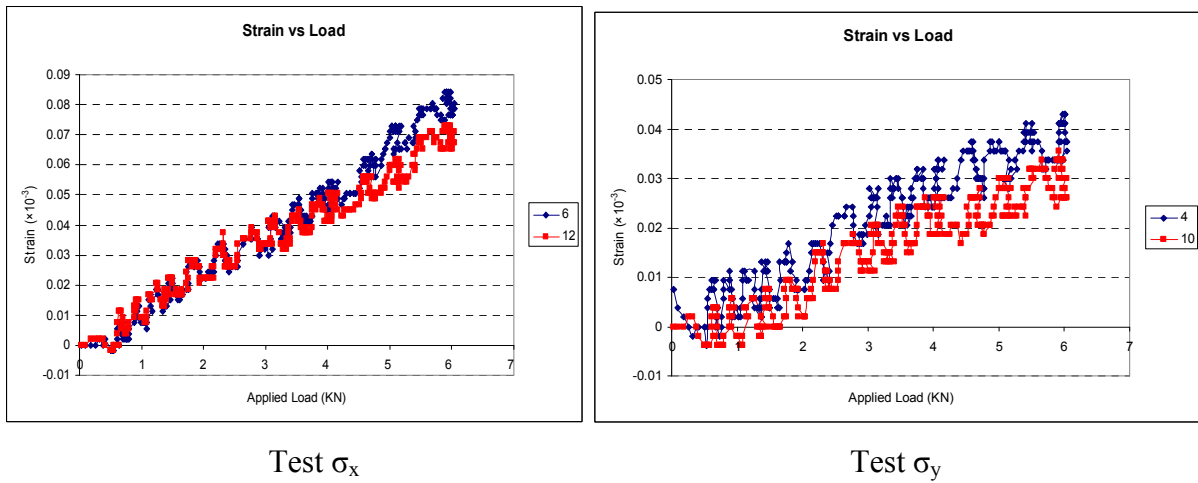 Strain vs Load
0.09
0.08
0.07
0.06
0.05
0.04
0.03
0.02
0.01
0
-0.01
0 1 2 3 4 5 6 7
Strain (×10⁻³)
Applied Load (KN)
6
12
Test σₓ
Strain vs Load
0.05
0.04
0.03
0.02
0.01
0
-0.01
0 1 2 3 4 5 6 7
Strain (×10⁻³)
Applied Load (KN)
4
10
Test σᵧ